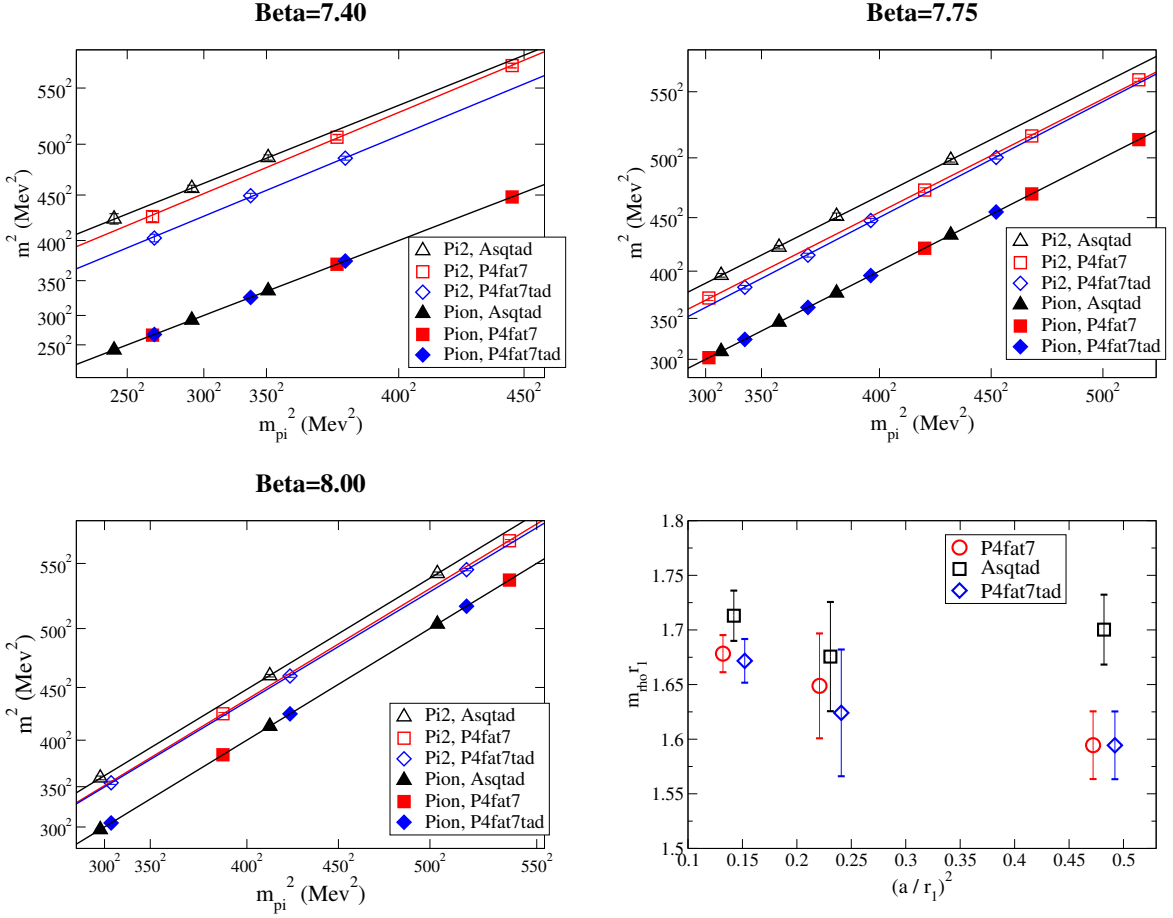 Beta=7.40
m² (Mev²)
550²
500²
450²
400²
350²
300²
250²
Pi2, Asqtad
Pi2, P4fat7
Pi2, P4fat7tad
Pion, Asqtad
Pion, P4fat7
Pion, P4fat7tad
250² 300² 350² 400² 450²
m_pi² (Mev²)
Beta=7.75
m² (Mev²)
550²
500²
450²
400²
350²
300²
Pi2, Asqtad
Pi2, P4fat7
Pi2, P4fat7tad
Pion, Asqtad
Pion, P4fat7
Pion, P4fat7tad
300² 350² 400² 450² 500²
m_pi² (Mev²)
Beta=8.00
m² (Mev²)
550²
500²
450²
400²
350²
300²
Pi2, Asqtad
Pi2, P4fat7
Pi2, P4fat7tad
Pion, Asqtad
Pion, P4fat7
Pion, P4fat7tad
300² 350² 400² 450² 500² 550²
m_pi² (Mev²)
m_rho r_1
1.8
1.75
1.7
1.65
1.6
1.55
1.5
P4fat7
Asqtad
P4fat7tad
0.1 0.15 0.2 0.25 0.3 0.35 0.4 0.45 0.5
(a / r_1)²